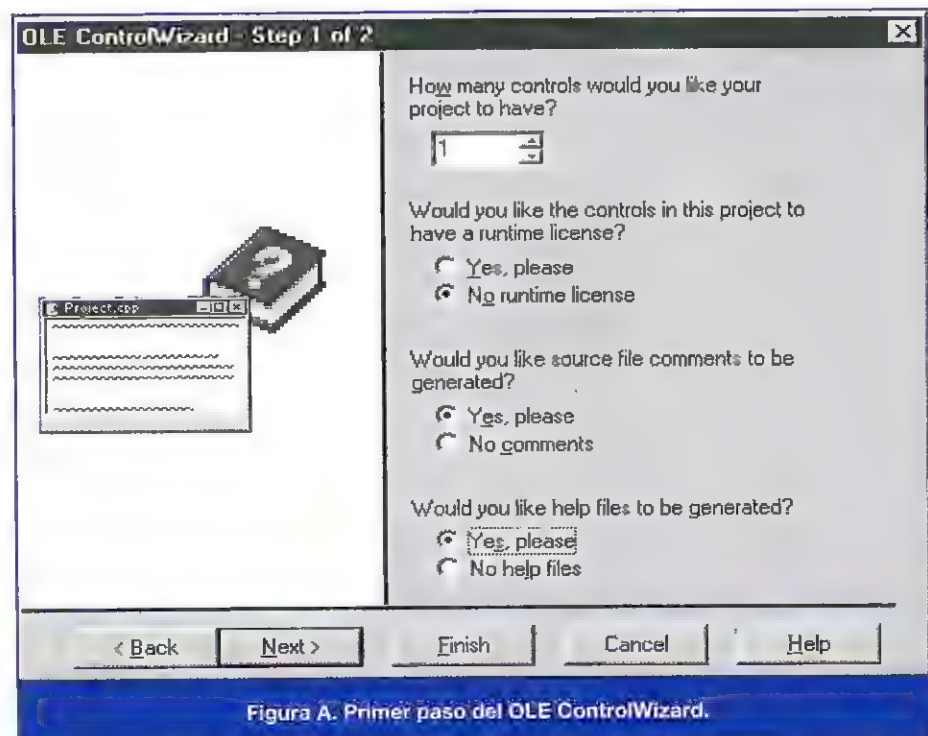 OLE ControlWizard - Step 1 of 2
How many controls would you like your
project to have?
1
Would you like the controls in this project to
have a runtime license?
Yes, please
No runtime license
Project.cpp
Would you like source file comments to be
generated?
Yes, please
No comments
Would you like help files to be generated?
Yes, please
No help files
< Back
Next >
Finish
Cancel
Help
Figura A. Primer paso del OLE ControlWizard.